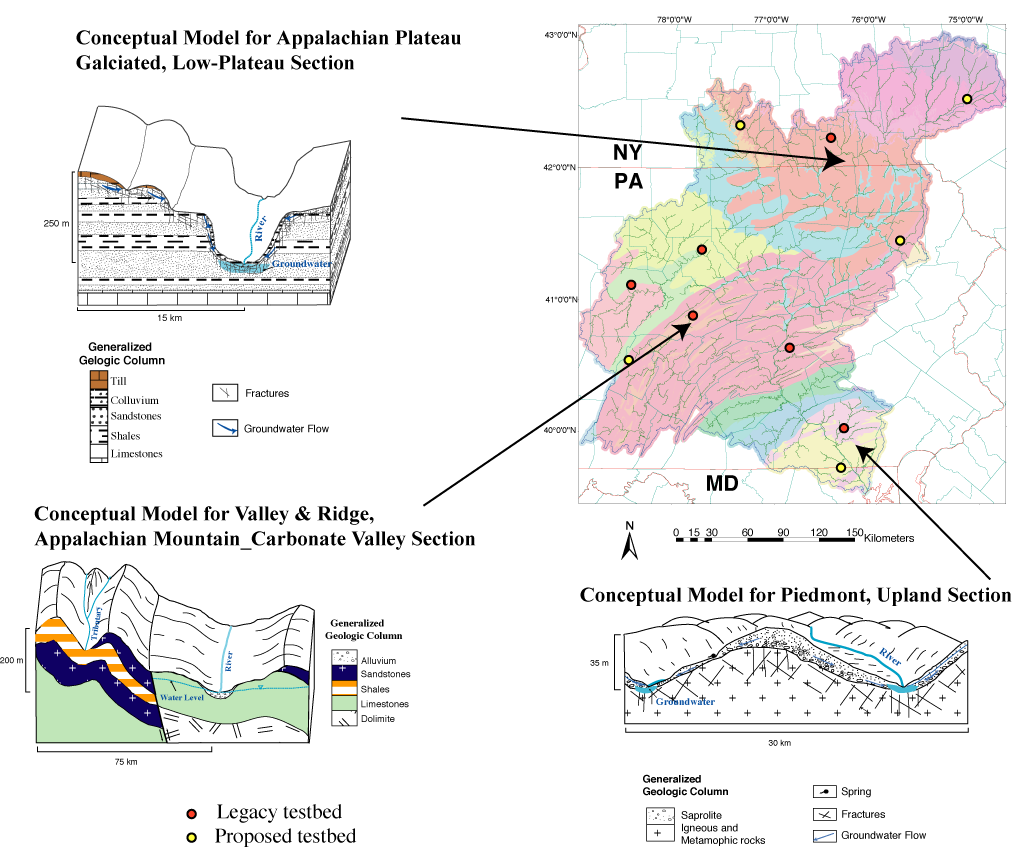 Conceptual Model for Appalachian Plateau
Galciated, Low-Plateau Section
250 m
River
Groundwater
15 km
Generalized
Gelogic Column
Till
Colluvium
Sandstones
Shales
Limestones
Fractures
Groundwater Flow
78°0'0"W
77°0'0"W
76°0'0"W
75°0'0"W
43°0'0"N
42°0'0"N
41°0'0"N
40°0'0"N
NY
PA
MD
N
0 15 30 60 90 120 150
Kilometers
Conceptual Model for Valley & Ridge,
Appalachian Mountain_Carbonate Valley Section
200 m
Tributary
River
Water Level
75 km
Generalized
Geologic Column
Alluvium
Sandstones
Shales
Limestones
Dolimite
Legacy testbed
Proposed testbed
Conceptual Model for Piedmont, Upland Section
35 m
River
Groundwater
30 km
Generalized
Geologic Column
Saprolite
Igneous and
Metamophic rocks
Spring
Fractures
Groundwater Flow